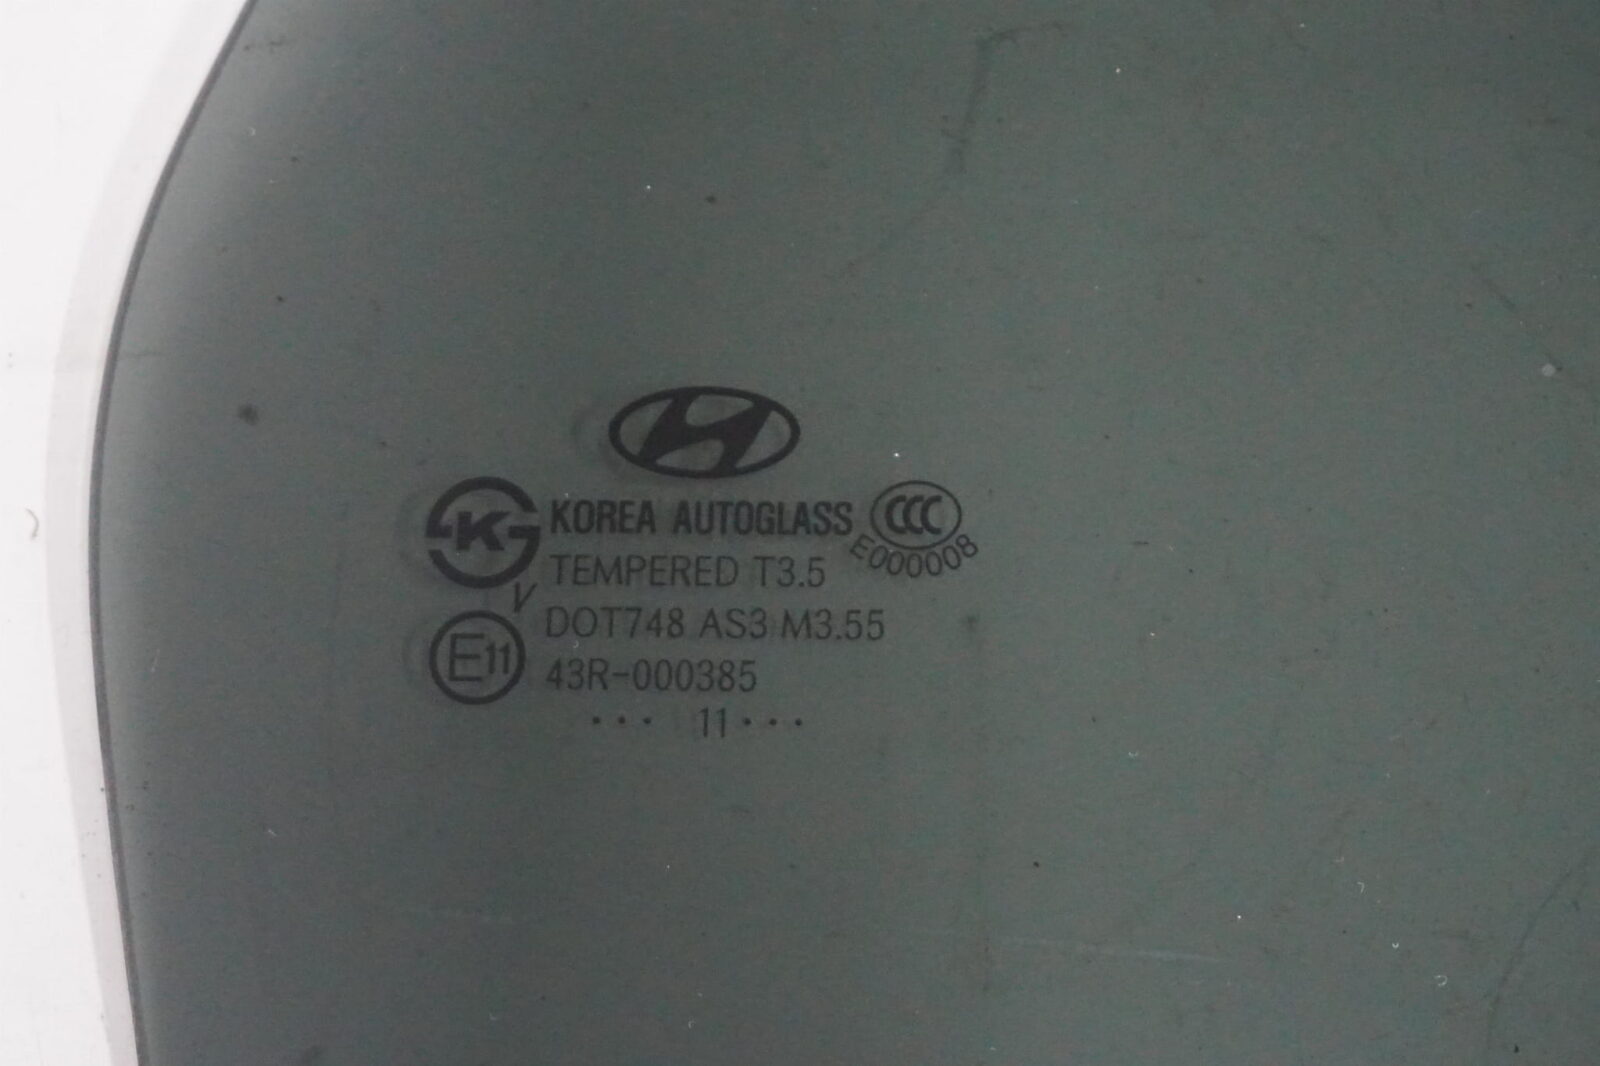 KOREA AUTOGLASS CCC
K
E000008
TEMPERED T3.5
V
DOT748 AS3 M3.55
E11
43R-000385
... 11 ...